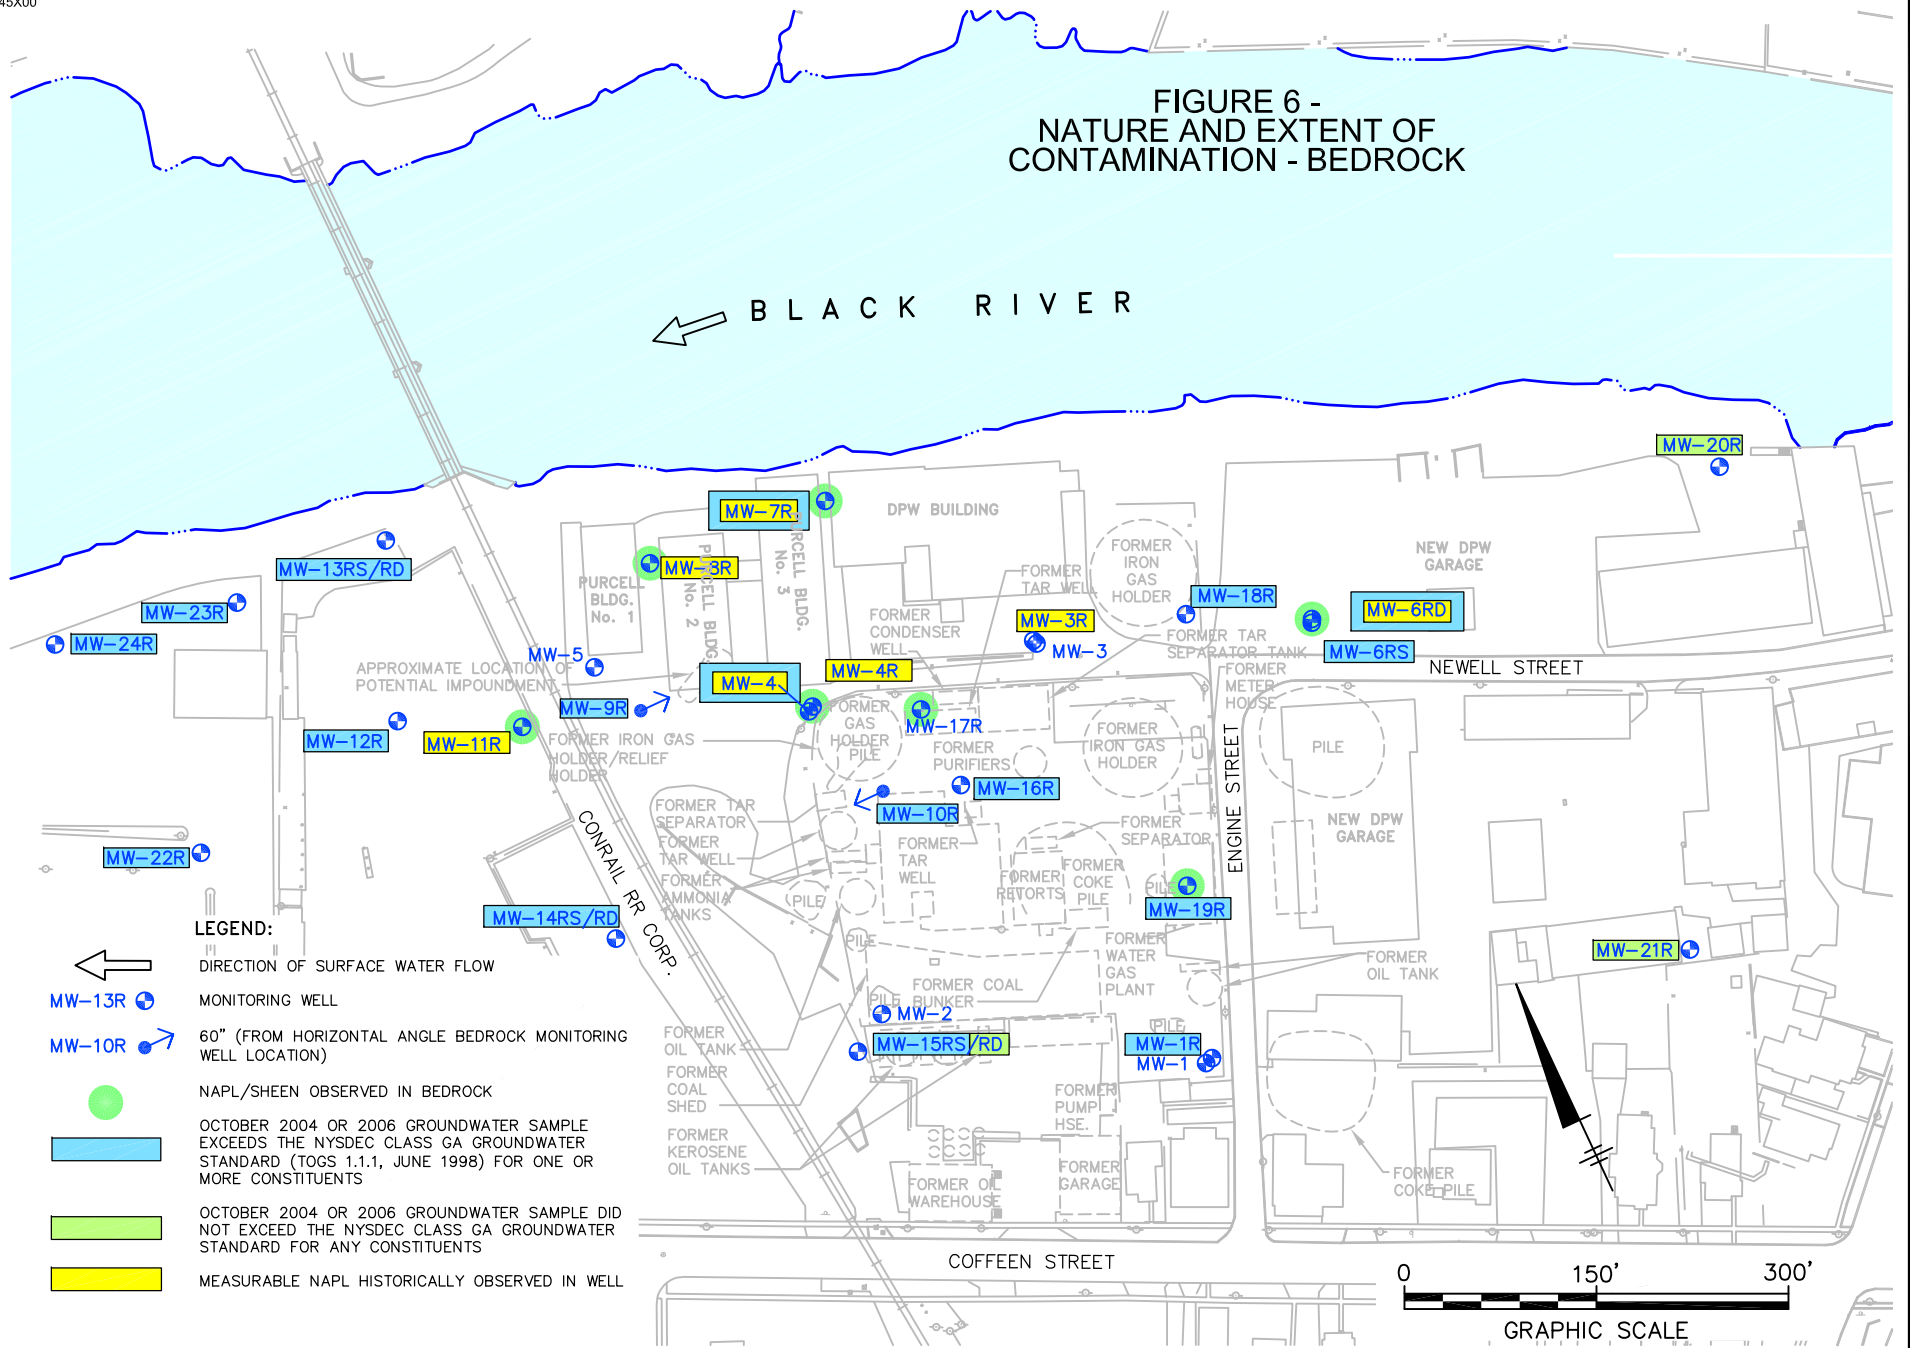 45X00
FIGURE 6 -
NATURE AND EXTENT OF
CONTAMINATION - BEDROCK
BLACK RIVER
MW-20R
MW-7R
DPW BUILDING
PURCELL BLDG.
No. 3
MW-8R
PURCELL BLDG.
No. 2
PURCELL
BLDG.
No. 1
MW-13RS/RD
MW-23R
MW-24R
FORMER
IRON
GAS
HOLDER
FORMER
TAR WELL
NEW DPW
GARAGE
MW-18R
MW-6RD
MW-6RS
MW-3R
MW-3
FORMER
CONDENSER
WELL
FORMER TAR
SEPARATOR TANK
FORMER
METER
HOUSE
NEWELL STREET
MW-5
APPROXIMATE LOCATION OF
POTENTIAL IMPOUNDMENT
MW-4R
MW-4
MW-9R
MW-12R
MW-11R
FORMER IRON GAS
HOLDER/RELIEF
HOLDER
FORMER
GAS
HOLDER
PILE
MW-17R
FORMER
PURIFIERS
FORMER
IRON GAS
HOLDER
PILE
ENGINE STREET
MW-16R
MW-10R
FORMER TAR
SEPARATOR
FORMER
TAR WELL
FORMER
AMMONIA
TANKS
FORMER
TAR
WELL
FORMER
SEPARATOR
NEW DPW
GARAGE
FORMER
RETORTS
FORMER
COKE
PILE
PILE
PILE
MW-19R
MW-22R
CONRAIL RR CORP.
MW-14RS/RD
PILE
FORMER
WATER
GAS
PLANT
FORMER
OIL TANK
MW-21R
FORMER COAL
BUNKER
PILE
MW-2
MW-15RS/RD
PILE
MW-1R
MW-1
FORMER
OIL TANK
FORMER
COAL
SHED
FORMER
KEROSENE
OIL TANKS
FORMER
PUMP
HSE.
FORMER
GARAGE
FORMER OIL
WAREHOUSE
FORMER
COKE PILE
COFFEEN STREET
LEGEND:
DIRECTION OF SURFACE WATER FLOW
MW-13R MONITORING WELL
MW-10R 60" (FROM HORIZONTAL ANGLE BEDROCK MONITORING
WELL LOCATION)
NAPL/SHEEN OBSERVED IN BEDROCK
OCTOBER 2004 OR 2006 GROUNDWATER SAMPLE
EXCEEDS THE NYSDEC CLASS GA GROUNDWATER
STANDARD (TOGS 1.1.1, JUNE 1998) FOR ONE OR
MORE CONSTITUENTS
OCTOBER 2004 OR 2006 GROUNDWATER SAMPLE DID
NOT EXCEED THE NYSDEC CLASS GA GROUNDWATER
STANDARD FOR ANY CONSTITUENTS
MEASURABLE NAPL HISTORICALLY OBSERVED IN WELL
0 150' 300'
GRAPHIC SCALE